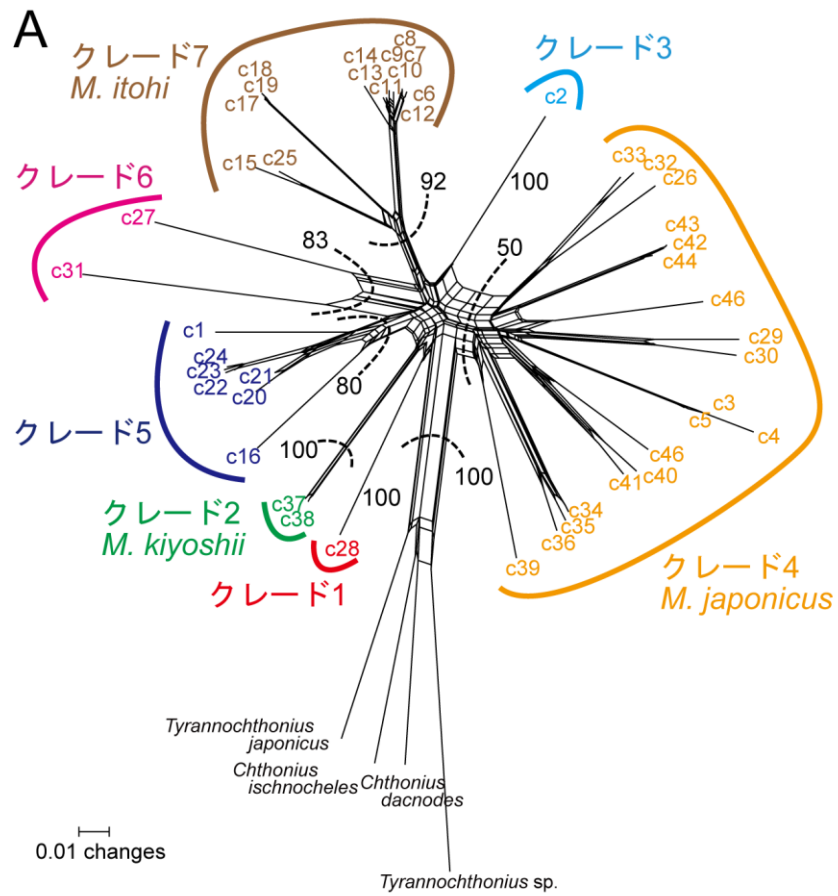 A
クレード7
M. itohi
c18
c19
c17
c15
c25
c8
c14
c9
c7
c13
c10
c11
c6
c12
クレード3
c2
クレード6
c27
c31
92
100
83
50
c33
c32
c26
c43
c42
c44
c46
c29
c30
c3
c5
c4
c1
c24
c23
c22
c21
c20
c16
クレード5
80
100
100
100
クレード2
M. kiyoshii
c37
c38
c28
クレード1
c46
c40
c41
c34
c35
c36
c39
クレード4
M. japonicus
Tyrannochthonius
japonicus
Chthonius
ischnocheles
Chthonius
dacnodes
0.01 changes
Tyrannochthonius sp.